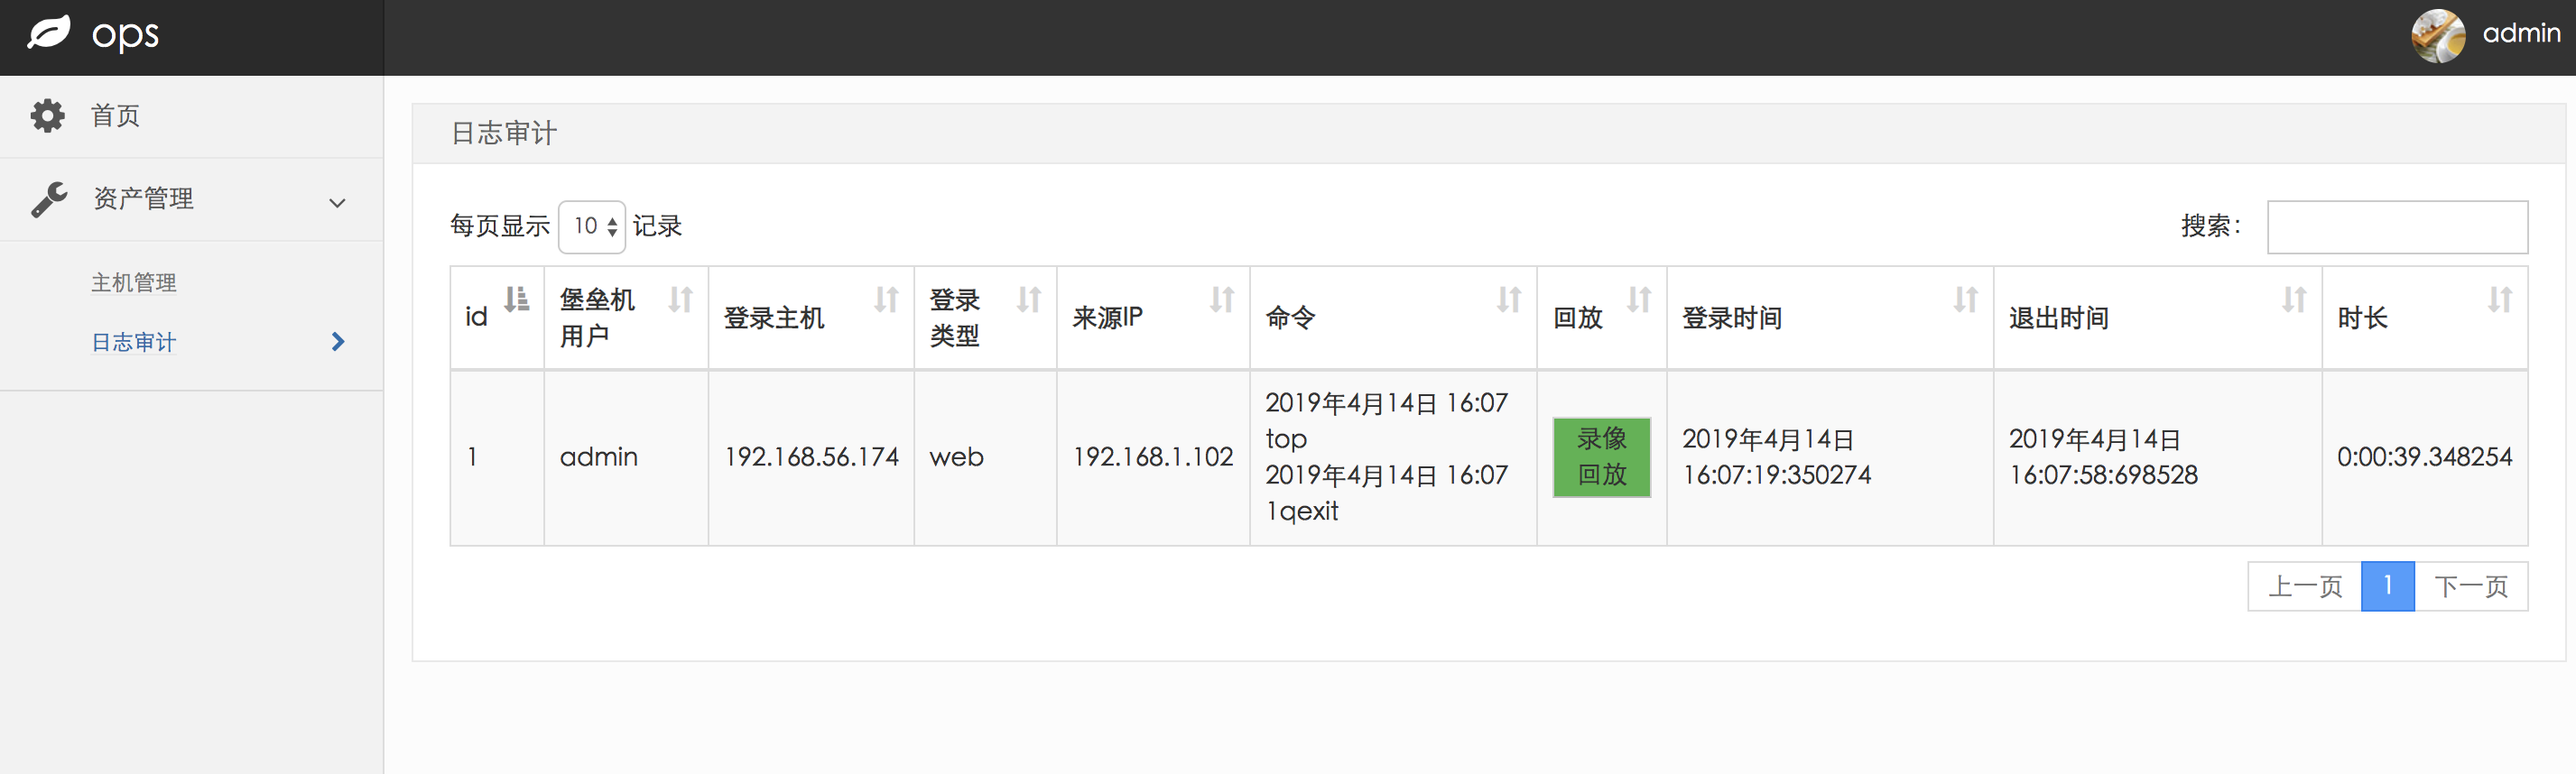 ops
admin
首页
资产管理
主机管理
日志审计
日志审计
每页显示 10 记录
搜索：
id
堡垒机
用户
登录主机
登录
类型
来源IP
命令
回放
登录时间
退出时间
时长
1
admin
192.168.56.174
web
192.168.1.102
2019年4月14日 16:07
top
2019年4月14日 16:07
1qexit
录像
回放
2019年4月14日
16:07:19:350274
2019年4月14日
16:07:58:698528
0:00:39.348254
上一页 1 下一页